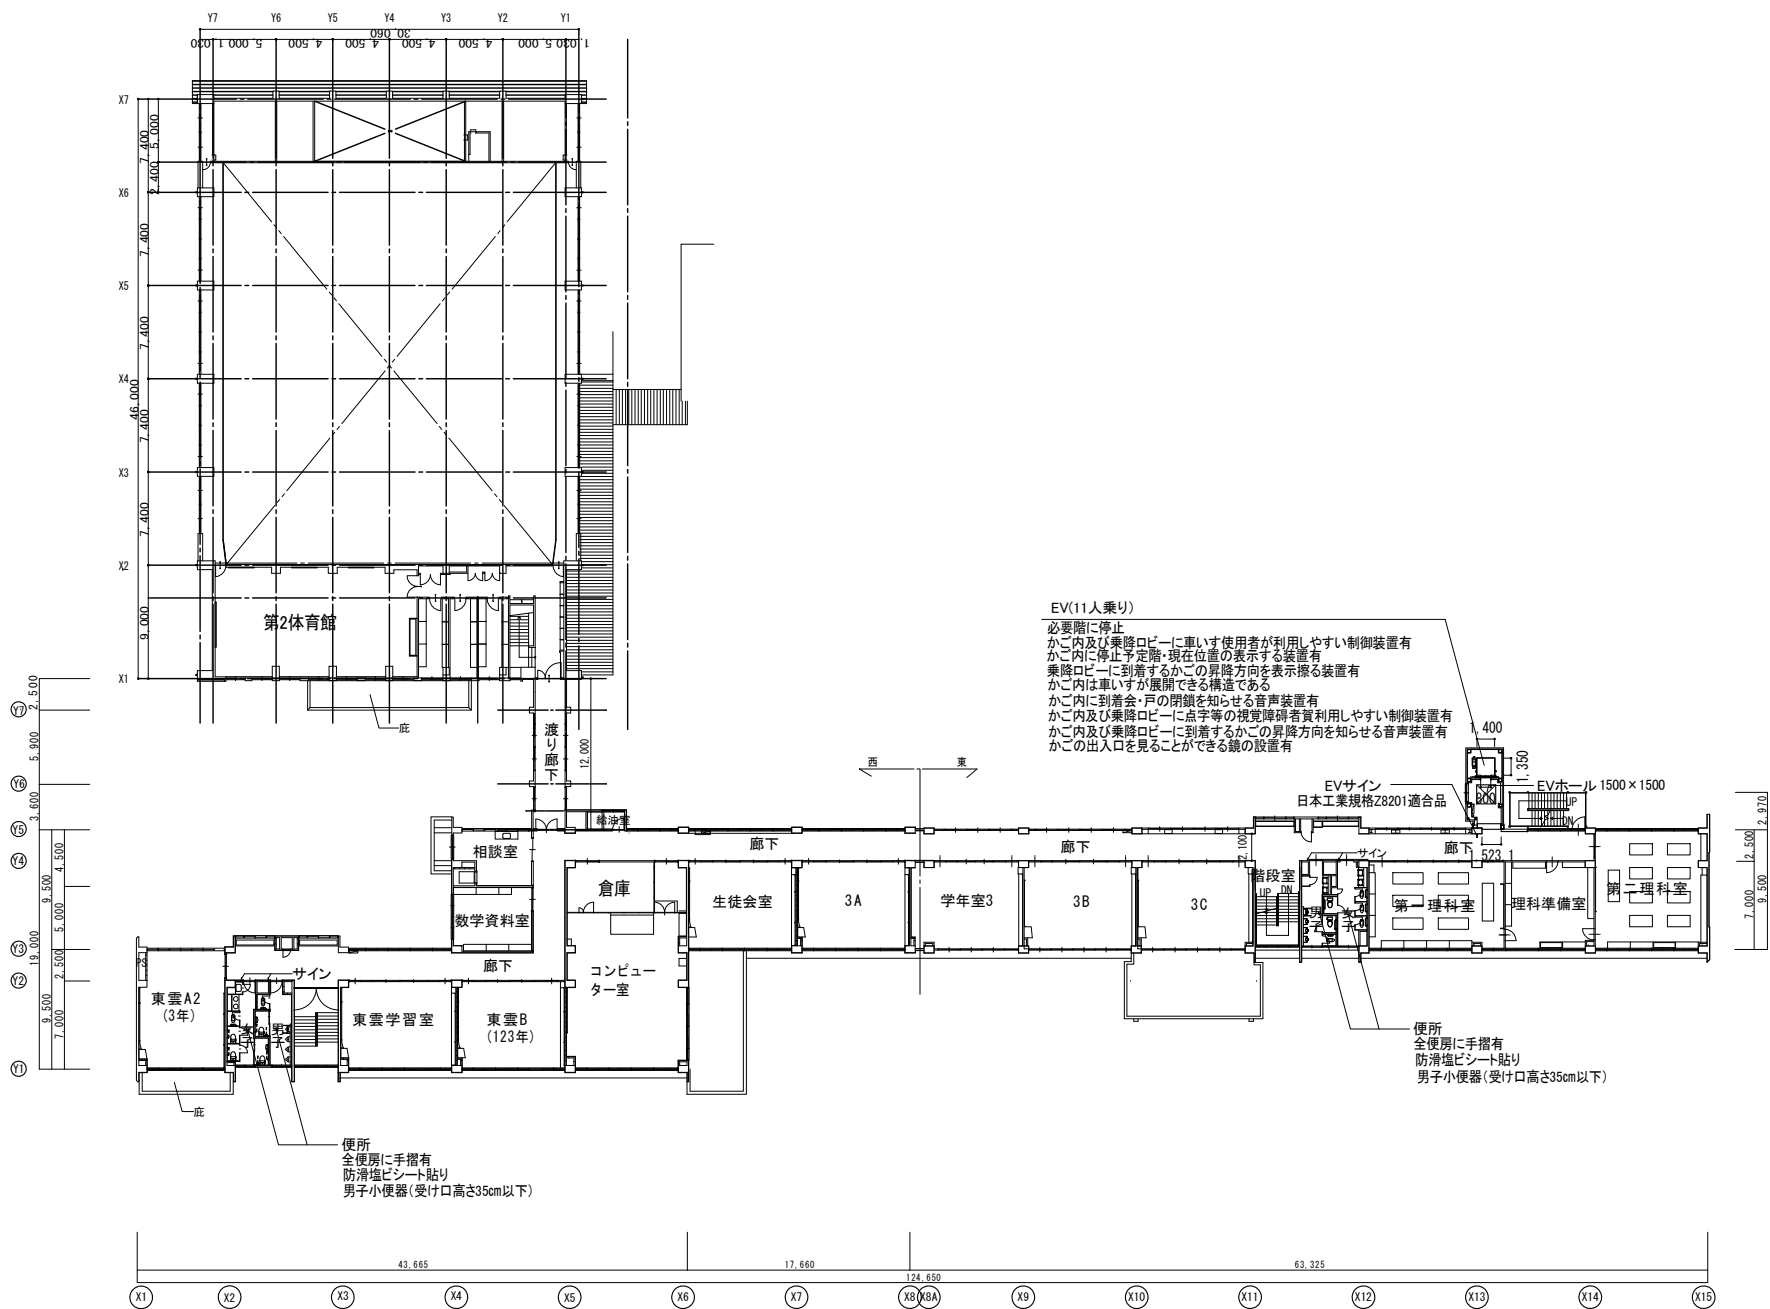 Y7 Y6 Y5 Y4 Y3 Y2 Y1
30,060
1,030 5,000 4,500 4,500 4,500 4,500 5,000 1,030
X7
X6
X5
X4
X3
X2
X1
7,400
5,000
2,400
7,400
7,400
46,000
7,400
7,400
9,000
第2体育館
庇
渡り廊下
12,000
EV(11人乗り)
必要階に停止
かご内及び乗降ロビーに車いす使用者が利用しやすい制御装置有
かご内に停止予定階・現在位置の表示する装置有
乗降ロビーに到着するかごの昇降方向を表示擦る装置有
かご内は車いすが展開できる構造である
かご内に到着会・戸の閉鎖を知らせる音声装置有
かご内及び乗降ロビーに点字等の視覚障碍者賀利用しやすい制御装置有
かご内及び乗降ロビーに到着するかごの昇降方向を知らせる音声装置有
かごの出入口を見ることができる鏡の設置有
1,400
1,350
800
西
東
EVサイン
日本工業規格Z8201適合品
EVホール 1500×1500
UP
DN
Y7
Y6
Y5
Y4
Y3
Y2
Y1
2,500
5,900
3,600
4,500
9,500
5,000
19,000
2,500
9,500
7,000
2,970
2,500
7,000
9,500
給油室
相談室
数学資料室
倉庫
廊下
廊下
廊下
廊下
2,100
523.1
生徒会室
3A
学年室3
3B
3C
階段室
UP DN
サイン
男子
女子
第一理科室
理科準備室
第二理科室
PS
東雲A2
(3年)
サイン
女子
男子
東雲学習室
東雲B
(123年)
コンピュー
ター室
庇
便所
全便房に手摺有
防滑塩ビシート貼り
男子小便器(受け口高さ35cm以下)
便所
全便房に手摺有
防滑塩ビシート貼り
男子小便器(受け口高さ35cm以下)
43,665 17,660 63,325
124,650
X1 X2 X3 X4 X5 X6 X7 X8 X8A X9 X10 X11 X12 X13 X14 X15